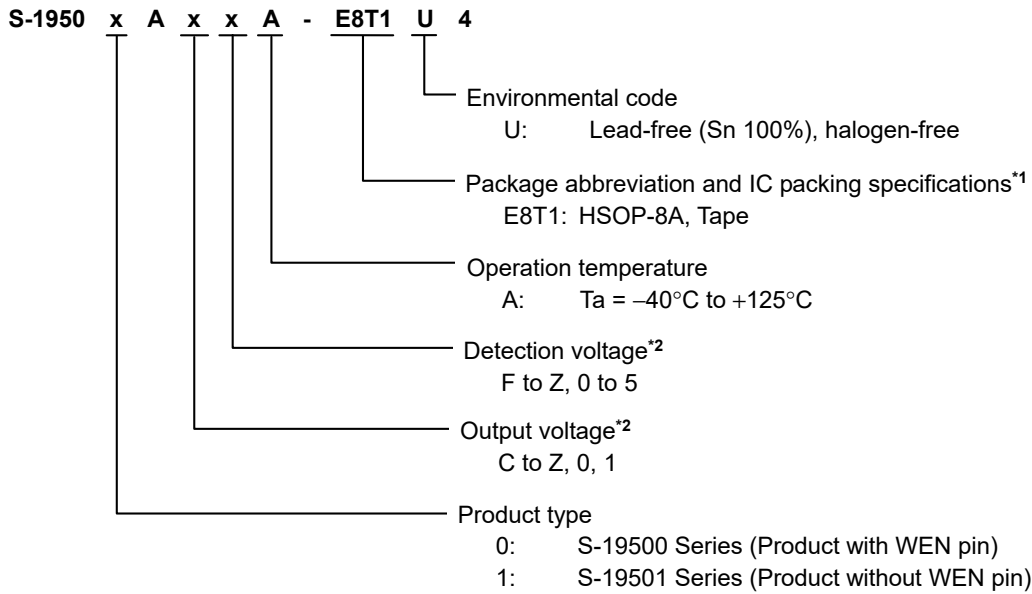 S-1950 x A x x A - E8T1 U 4
Environmental code
U: Lead-free (Sn 100%), halogen-free
Package abbreviation and IC packing specifications*1
E8T1: HSOP-8A, Tape
Operation temperature
A: Ta = −40°C to +125°C
Detection voltage*2
F to Z, 0 to 5
Output voltage*2
C to Z, 0, 1
Product type
0: S-19500 Series (Product with WEN pin)
1: S-19501 Series (Product without WEN pin)